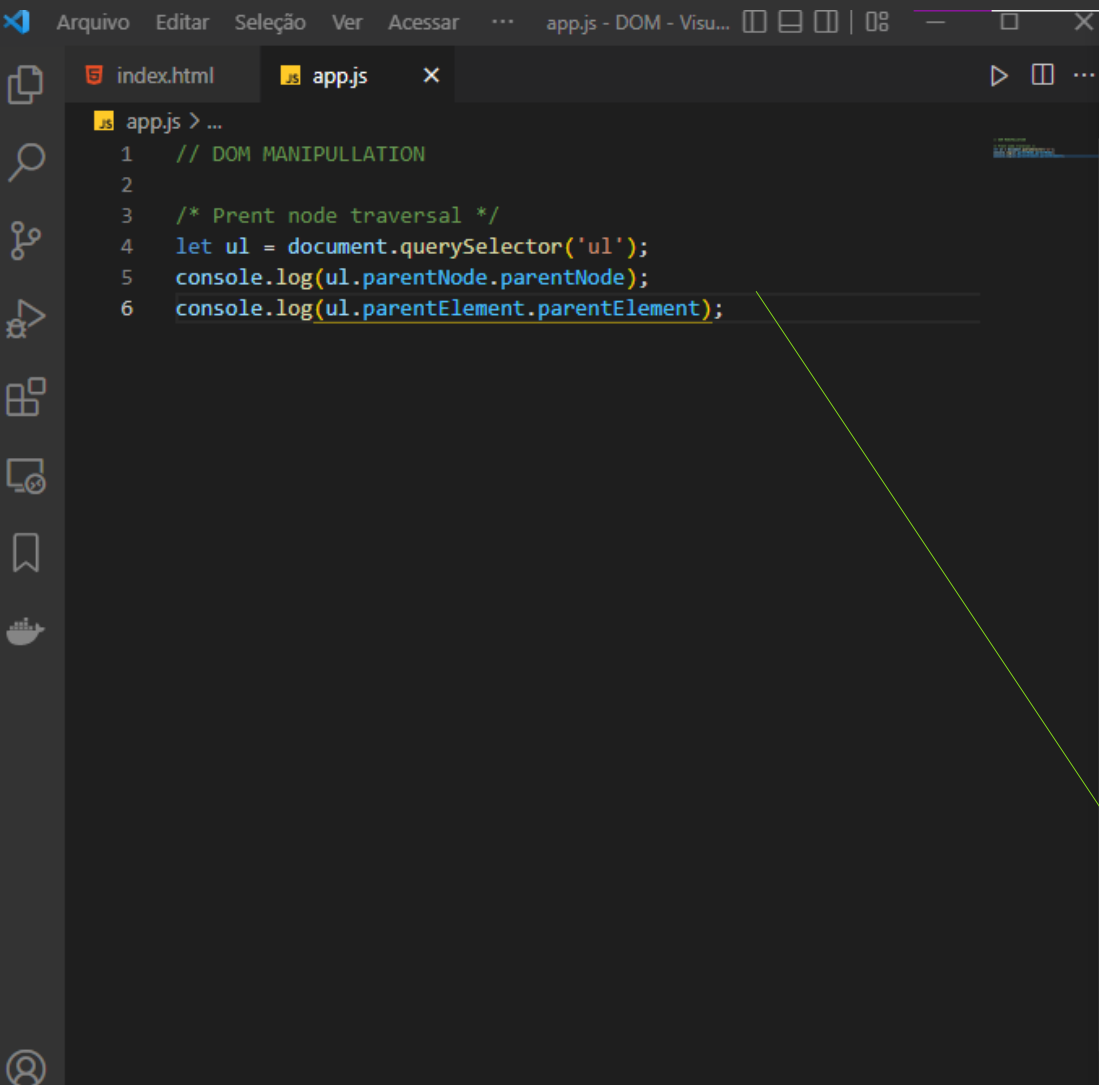 Arquivo Editar Seleção Ver Acessar ··· app.js - DOM - Visu...
index.html JS app.js
JS app.js > ...
1 // DOM MANIPULLATION
2
3 /* Prent node traversal */
4 let ul = document.querySelector('ul');
5 console.log(ul.parentNode.parentNode);
6 console.log(ul.parentElement.parentElement);